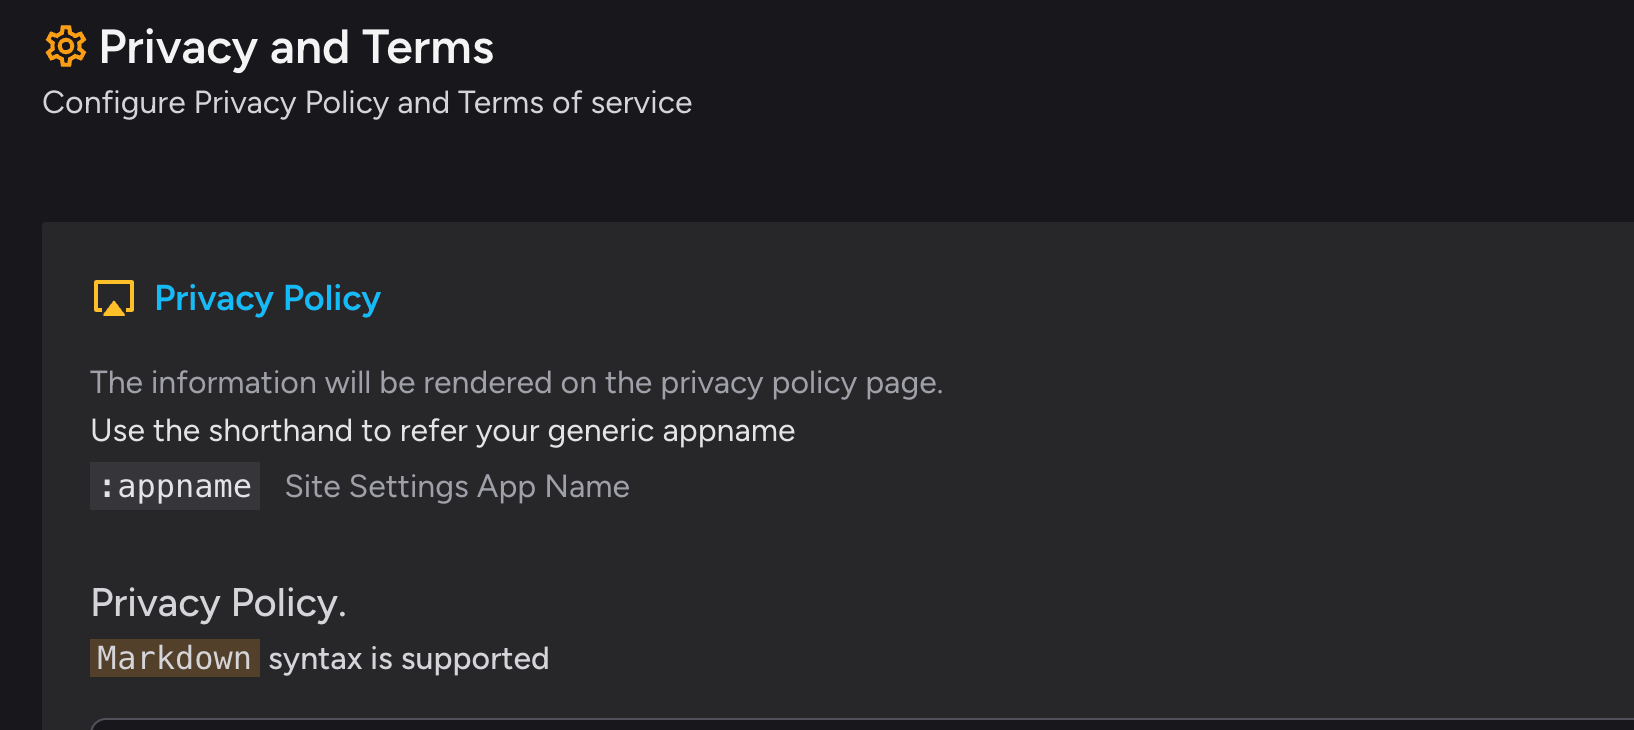 Privacy and Terms
Configure Privacy Policy and Terms of service
Privacy Policy
The information will be rendered on the privacy policy page.
Use the shorthand to refer your generic appname
:appname Site Settings App Name
Privacy Policy.
Markdown syntax is supported